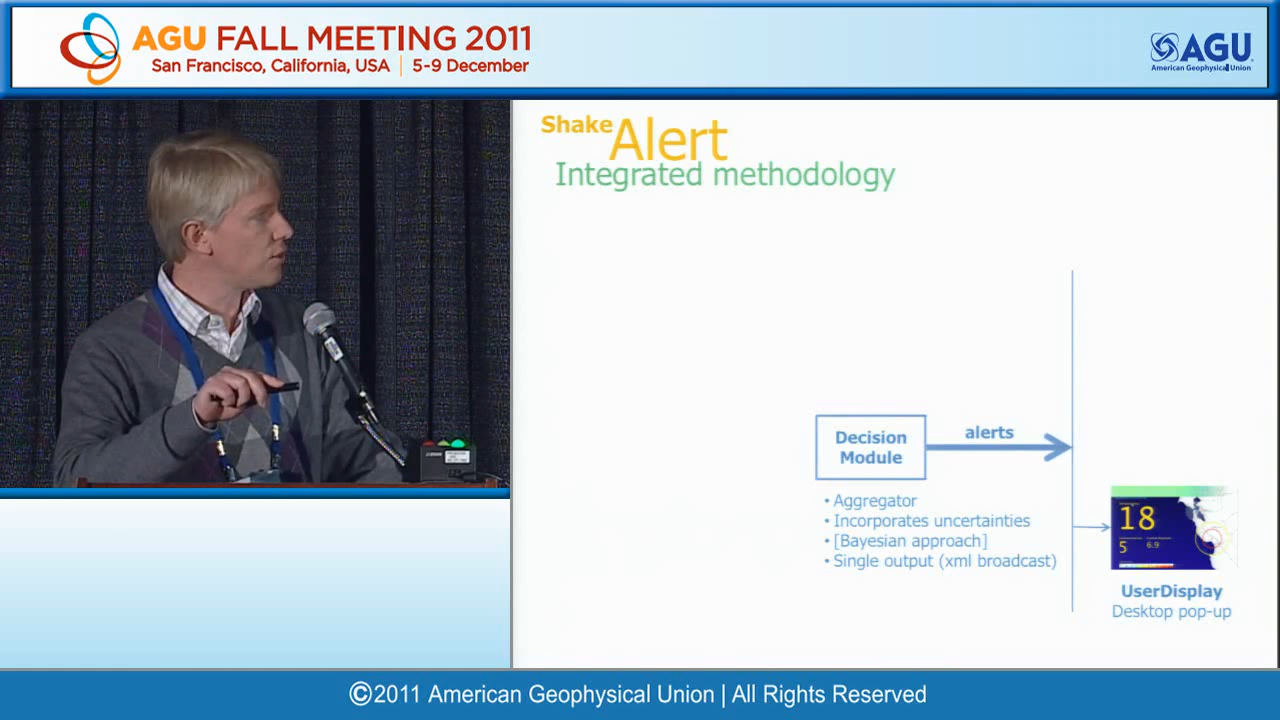 AGU FALL MEETING 2011
San Francisco, California, USA | 5-9 December
AGU
American Geophysical Union
Shake Alert
Integrated methodology
Decision Module
alerts
• Aggregator
• Incorporates uncertainties
• [Bayesian approach]
• Single output (xml broadcast)
18
5
6.9
UserDisplay
Desktop pop-up
©2011 American Geophysical Union | All Rights Reserved